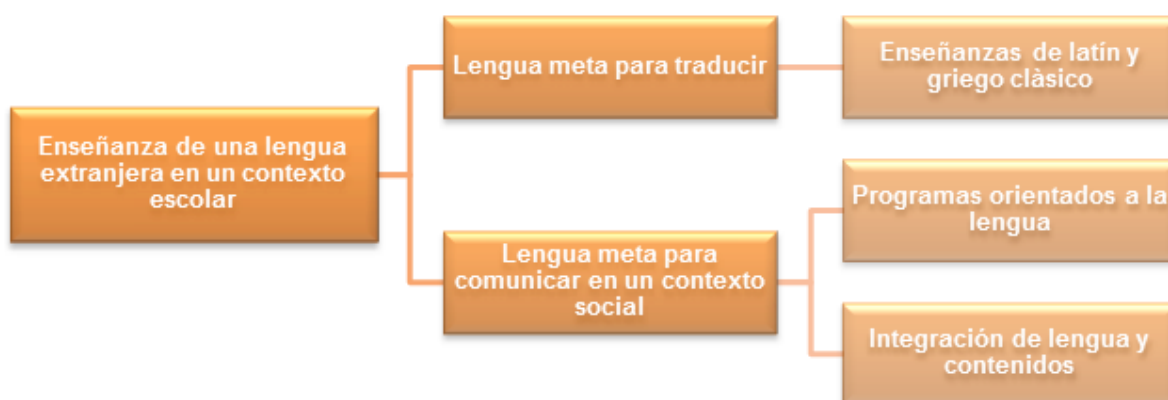 Enseñanza de una lengua
extranjera en un contexto
escolar
Lengua meta para traducir
Enseñanzas de latín y
griego clàsico
Lengua meta para
comunicar en un contexto
social
Programas orientados a la
lengua
Integración de lengua y
contenidos